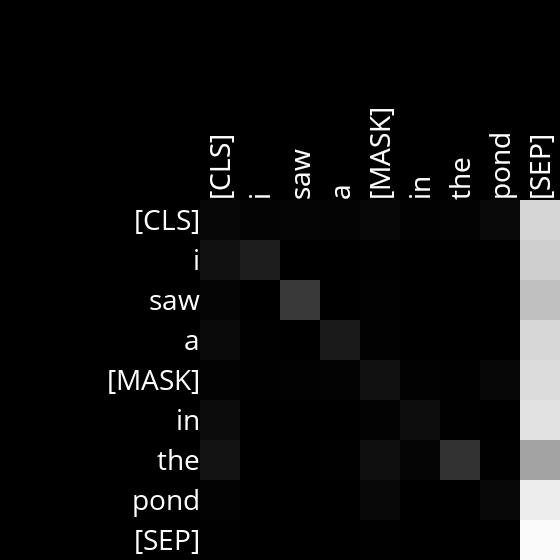 [CLS] i saw a [MASK] in the pond [SEP]
[CLS]
i
saw
a
[MASK]
in
the
pond
[SEP]